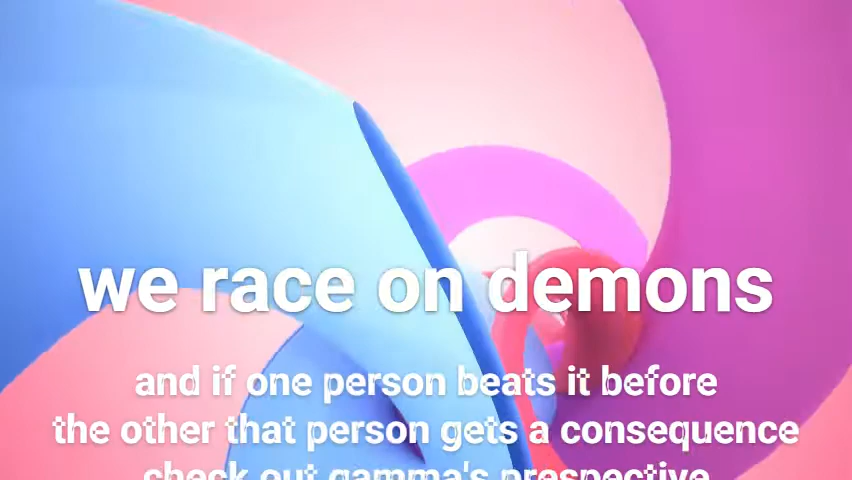 we race on demons
and if one person beats it before
the other that person gets a consequence
check out gamma's prespective